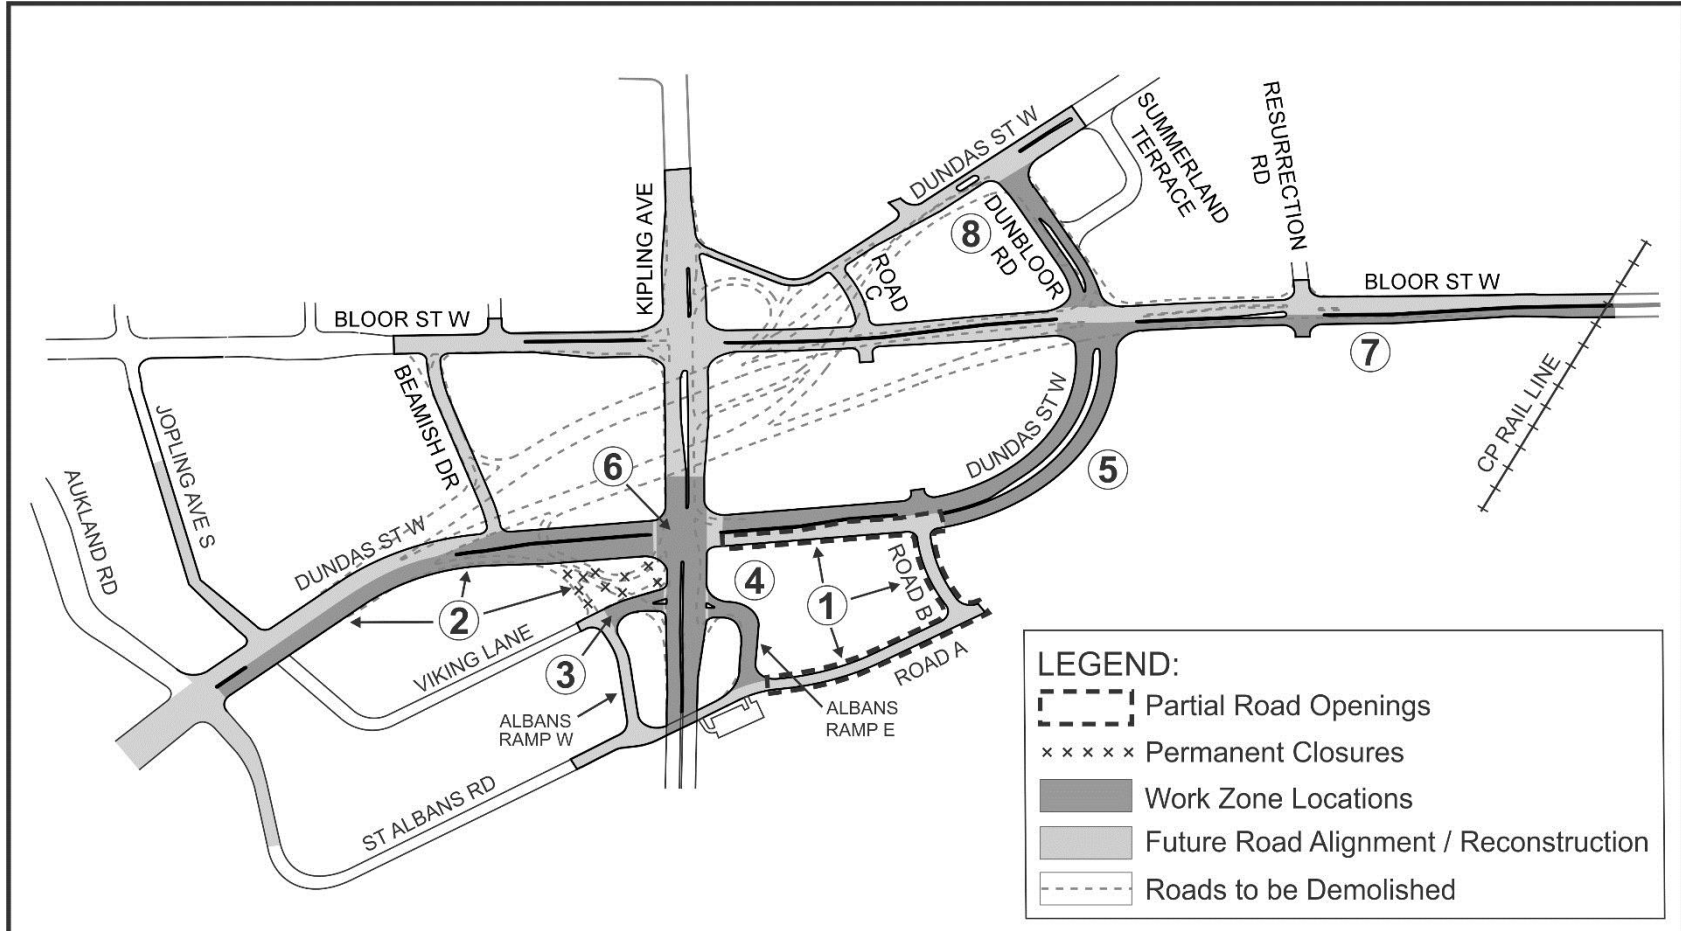 DUNDAS ST W
SUMMERLAND
TERRACE
RESURRECTION
RD
KIPLING AVE
8
DUNBLOOR
RD
ROAD
C
BLOOR ST W
BLOOR ST W
7
CP RAIL LINE
BEAMISH DR
JOPLING AVE S
AUKLAND RD
DUNDAS ST W
5
6
DUNDAS ST W
2
4
1
ROAD B
3
VIKING LANE
ROAD A
ALBANS
RAMP W
ALBANS
RAMP E
ST ALBANS RD
LEGEND:
Partial Road Openings
Permanent Closures
Work Zone Locations
Future Road Alignment / Reconstruction
Roads to be Demolished